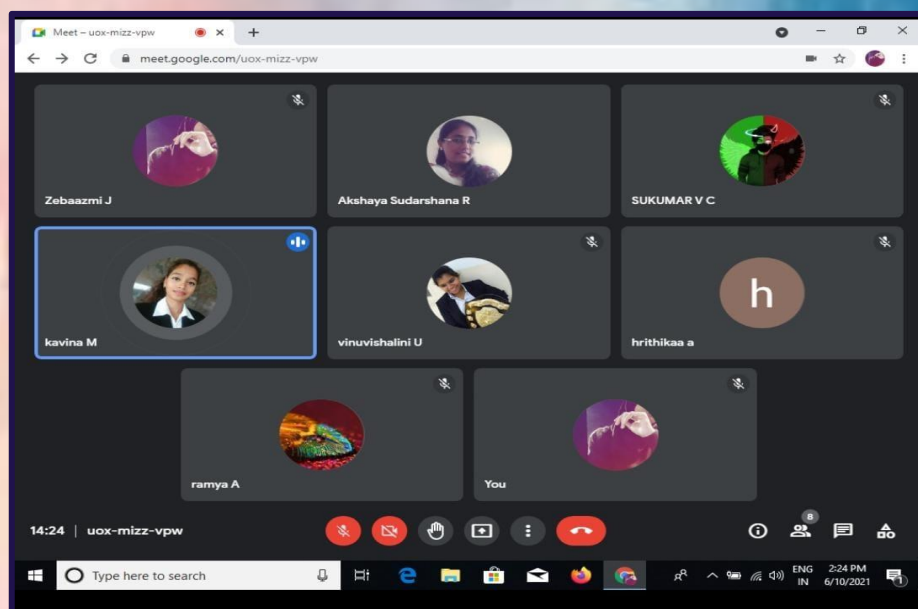 Meet – uox-mizz-vpw
meet.google.com/uox-mizz-vpw
Zebaazmi J
Akshaya Sudarshana R
SUKUMAR V C
kavina M
vinuvishalini U
h
hrithikaa a
ramya A
You
14:24 | uox-mizz-vpw
8
Type here to search
ENG 2:24 PM
IN 6/10/2021
1